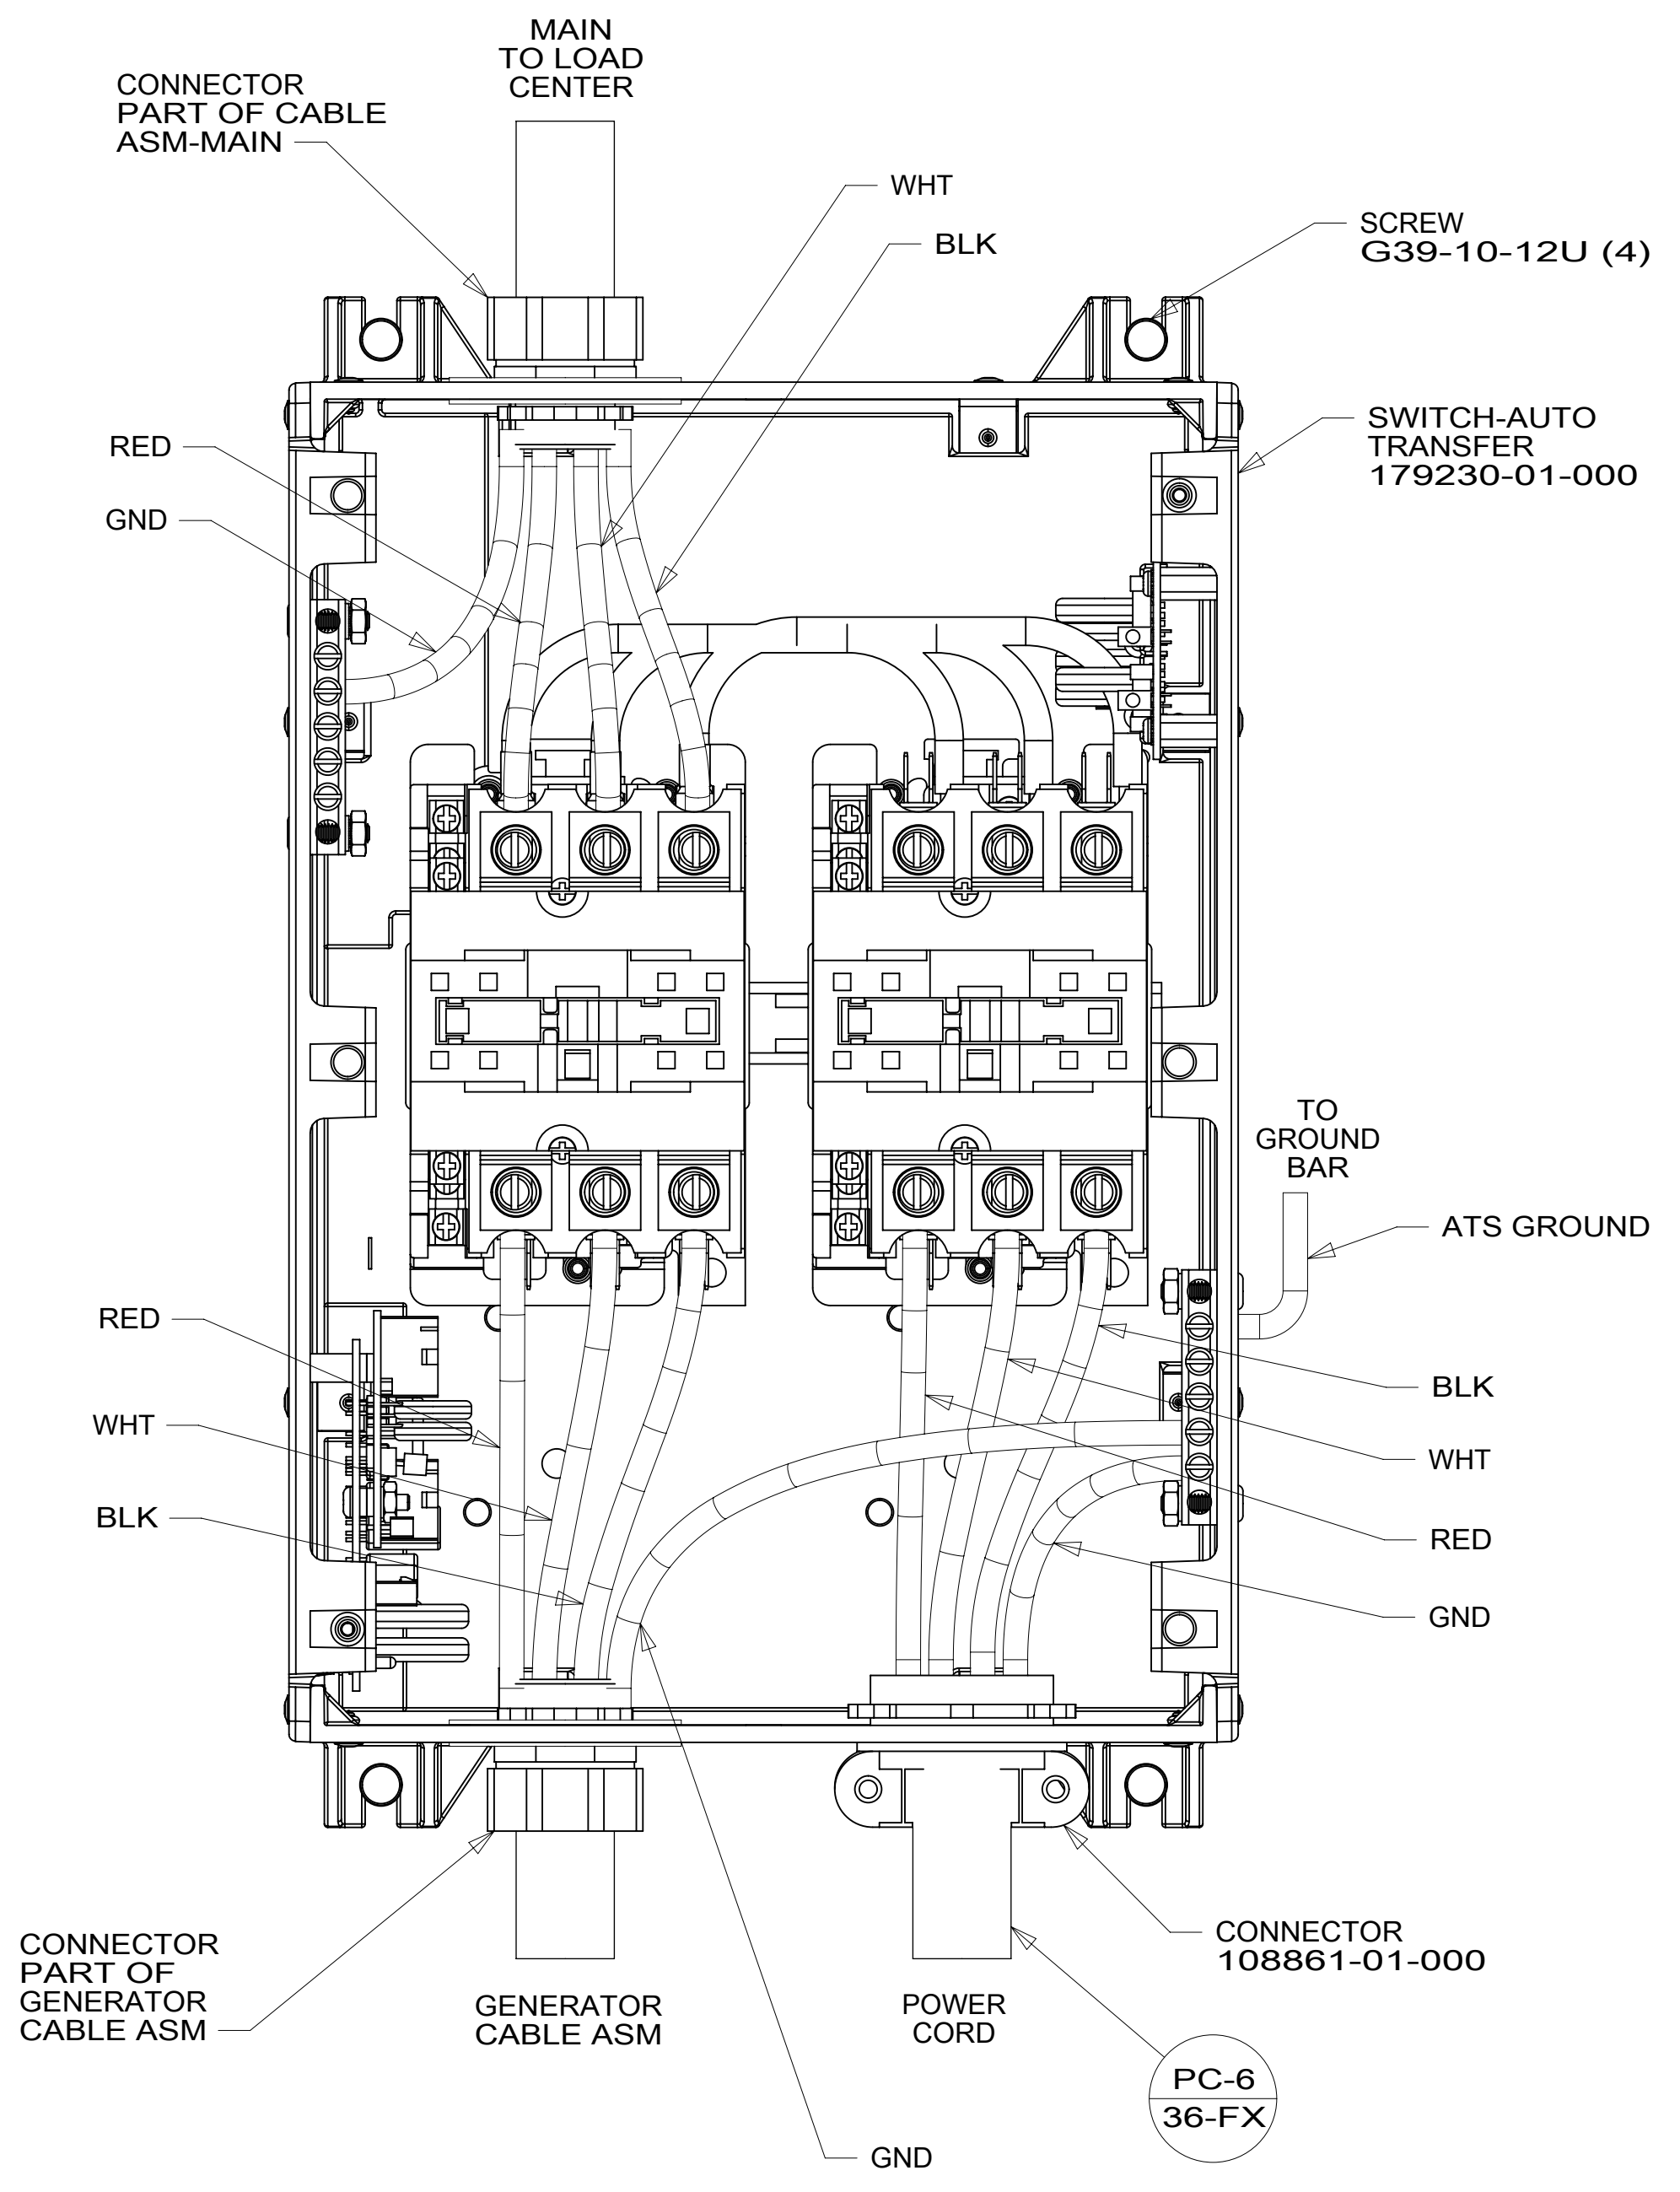 MAIN
TO LOAD
CENTER
CONNECTOR
PART OF CABLE
ASM-MAIN
WHT
BLK
SCREW
G39-10-12U (4)
RED
GND
SWITCH-AUTO
TRANSFER
179230-01-000
TO
GROUND
BAR
ATS GROUND
RED
WHT
BLK
BLK
WHT
RED
GND
CONNECTOR
PART OF
GENERATOR
CABLE ASM
GENERATOR
CABLE ASM
POWER
CORD
CONNECTOR
108861-01-000
PC-6
36-FX
GND